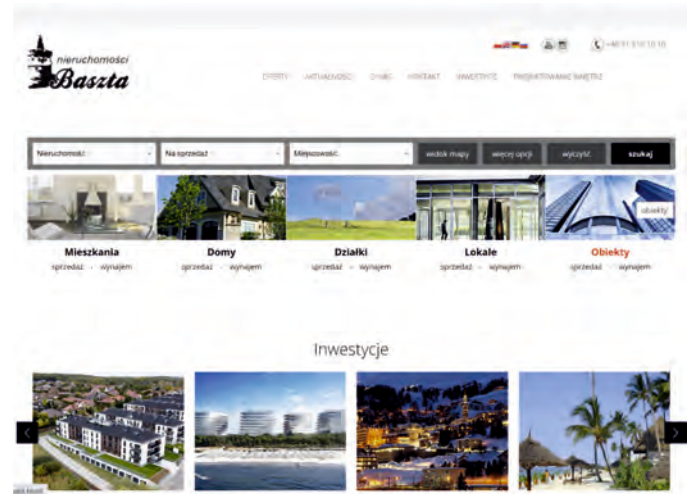 nieruchomości
Baszta
OFERTY AKTUALNOŚCI O NAS KONTAKT INWESTYCJE PROJEKTOWANIE WNĘTRZ
Nieruchomość Na sprzedaż Miejscowość widok mapy więcej opcji wyczyść szukaj
obiekty
Mieszkania Domy Działki Lokale Obiekty
sprzedaż - wynajem sprzedaż - wynajem sprzedaż - wynajem sprzedaż - wynajem sprzedaż - wynajem
Inwestycje